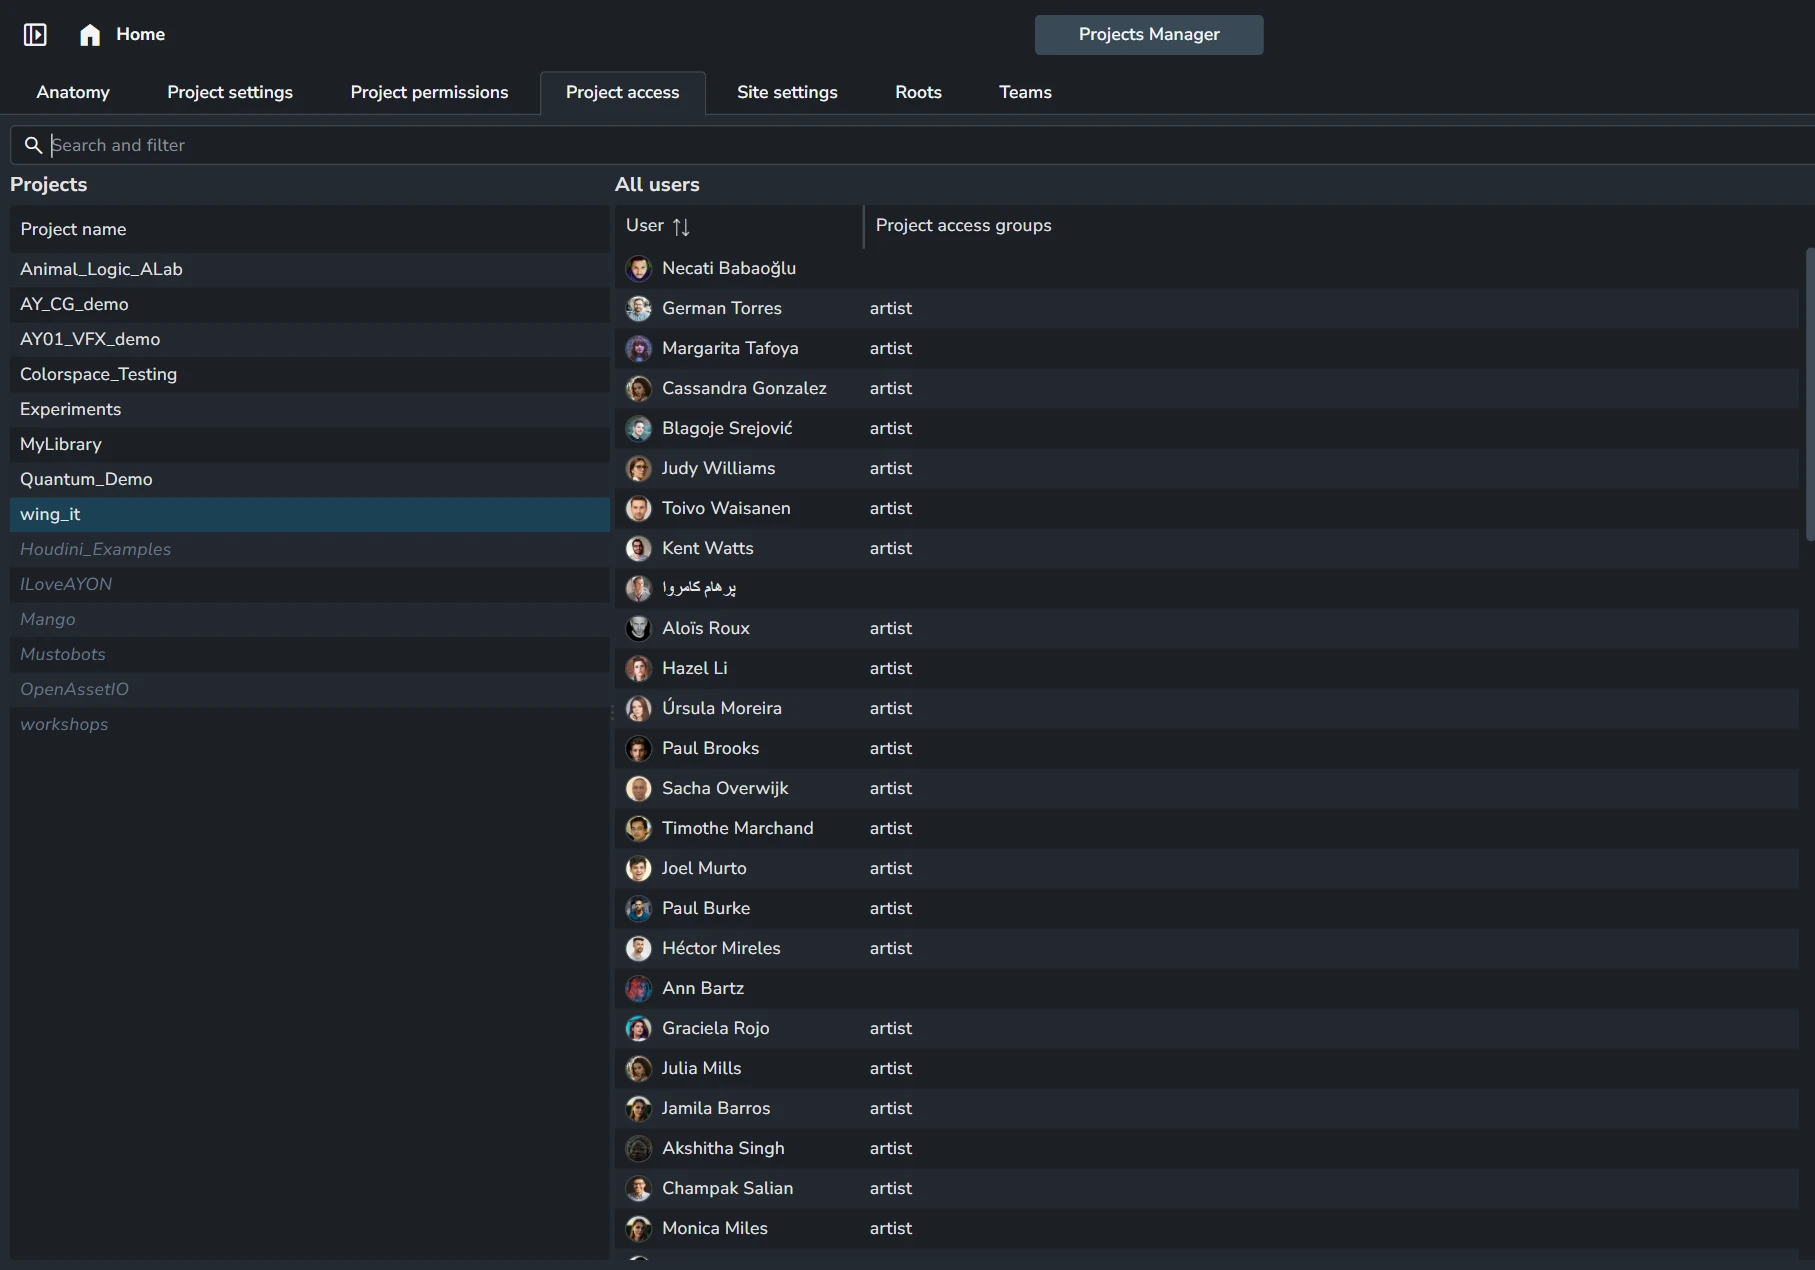 Home
Projects Manager
Anatomy Project settings Project permissions Project access Site settings Roots Teams
Search and filter
Projects
Project name
Animal_Logic_ALab
AY_CG_demo
AY01_VFX_demo
Colorspace_Testing
Experiments
MyLibrary
Quantum_Demo
wing_it
Houdini_Examples
ILoveAYON
Mango
Mustobots
OpenAssetIO
workshops
All users
User Project access groups
Necati Babaoğlu
German Torres artist
Margarita Tafoya artist
Cassandra Gonzalez artist
Blagoje Srejović artist
Judy Williams artist
Toivo Waisanen artist
Kent Watts artist
پرهام کامروا
Aloïs Roux artist
Hazel Li artist
Úrsula Moreira artist
Paul Brooks artist
Sacha Overwijk artist
Timothe Marchand artist
Joel Murto artist
Paul Burke artist
Héctor Mireles artist
Ann Bartz
Graciela Rojo artist
Julia Mills artist
Jamila Barros artist
Akshitha Singh artist
Champak Salian artist
Monica Miles artist